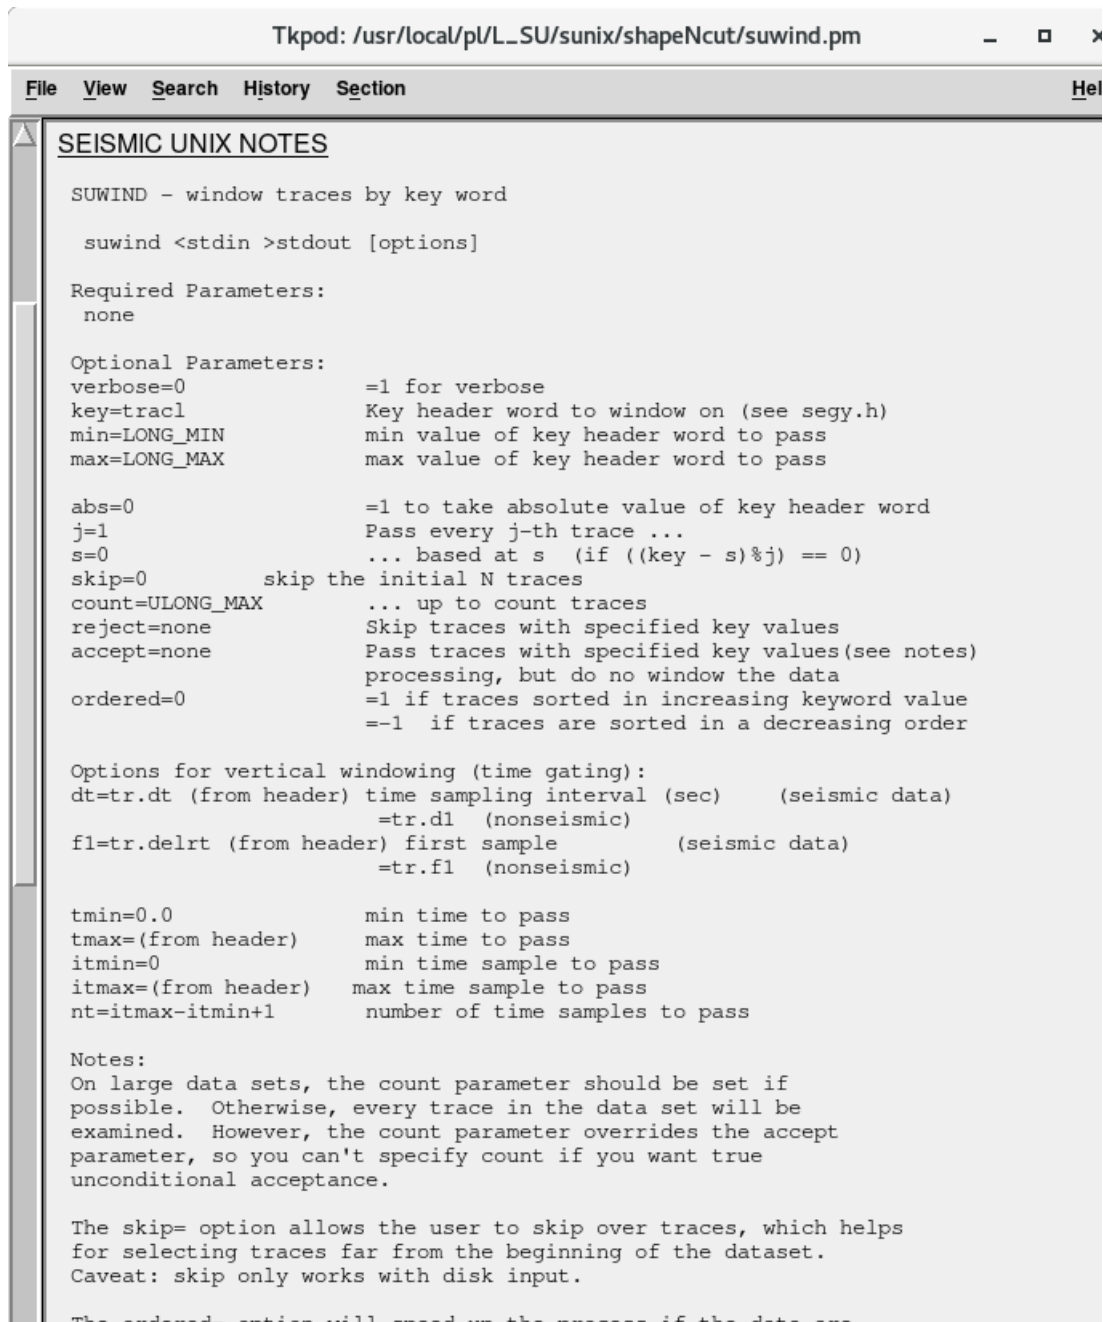 Tkpod: /usr/local/pl/L_SU/sunix/shapeNcut/suwind.pm
File View Search History Section Hel
SEISMIC UNIX NOTES
SUWIND - window traces by key word
suwind <stdin >stdout [options]
Required Parameters:
none
Optional Parameters:
verbose=0 =1 for verbose
key=tracl Key header word to window on (see segy.h)
min=LONG_MIN min value of key header word to pass
max=LONG_MAX max value of key header word to pass
abs=0 =1 to take absolute value of key header word
j=1 Pass every j-th trace ...
s=0 ... based at s (if ((key - s)%j) == 0)
skip=0 skip the initial N traces
count=ULONG_MAX ... up to count traces
reject=none Skip traces with specified key values
accept=none Pass traces with specified key values(see notes)
processing, but do no window the data
ordered=0 =1 if traces sorted in increasing keyword value
=-1 if traces are sorted in a decreasing order
Options for vertical windowing (time gating):
dt=tr.dt (from header) time sampling interval (sec) (seismic data)
=tr.d1 (nonseismic)
f1=tr.delrt (from header) first sample (seismic data)
=tr.f1 (nonseismic)
tmin=0.0 min time to pass
tmax=(from header) max time to pass
itmin=0 min time sample to pass
itmax=(from header) max time sample to pass
nt=itmax-itmin+1 number of time samples to pass
Notes:
On large data sets, the count parameter should be set if
possible. Otherwise, every trace in the data set will be
examined. However, the count parameter overrides the accept
parameter, so you can't specify count if you want true
unconditional acceptance.
The skip= option allows the user to skip over traces, which helps
for selecting traces far from the beginning of the dataset.
Caveat: skip only works with disk input.
The ordered= option will speed up the process if the data are